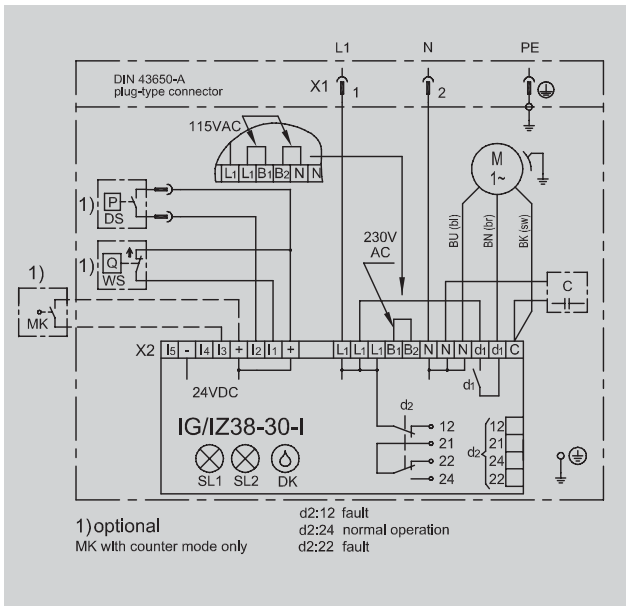 L1 N PE
DIN 43650-A
plug-type connector
X1 1 2
115VAC
L1 L1 B1 B2 N N
M
1~
1) P
DS
1) Q
WS
1)
MK
230V
AC
BU (bl)
BN (br)
BK (sw)
C
X2 I5 - I4 I3 + I2 I1 + L1 L1 L1 B1 B2 N N N d1 d1 C
24VDC
d1
IG/IZ38-30-I
d2
12
21
22
24
d2
12
21
24
22
SL1 SL2 DK
1) optional
MK with counter mode only
d2:12 fault
d2:24 normal operation
d2:22 fault